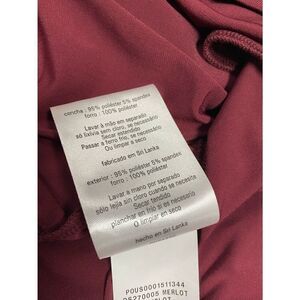 concha : 95% poliéster 5% spandex
forro : 100% poliéster
Lavar à mão em separado
só lixívia sem cloro, se necessário
Secar estendido
Passar a ferro frio, se necessário
Ou limpar a seco
fabricado em Sri Lanka
exterior : 95% poliéster 5% spandex
forro : 100% poliéster
Lavar a mano por separado
sólo lejía sin cloro cuando se necesite
Secar tendido
planchar en frío si es necesario
O limpiar en seco
hecho en Sri Lanka
POUS0001511344
05270005 MERLOT
MERLOT